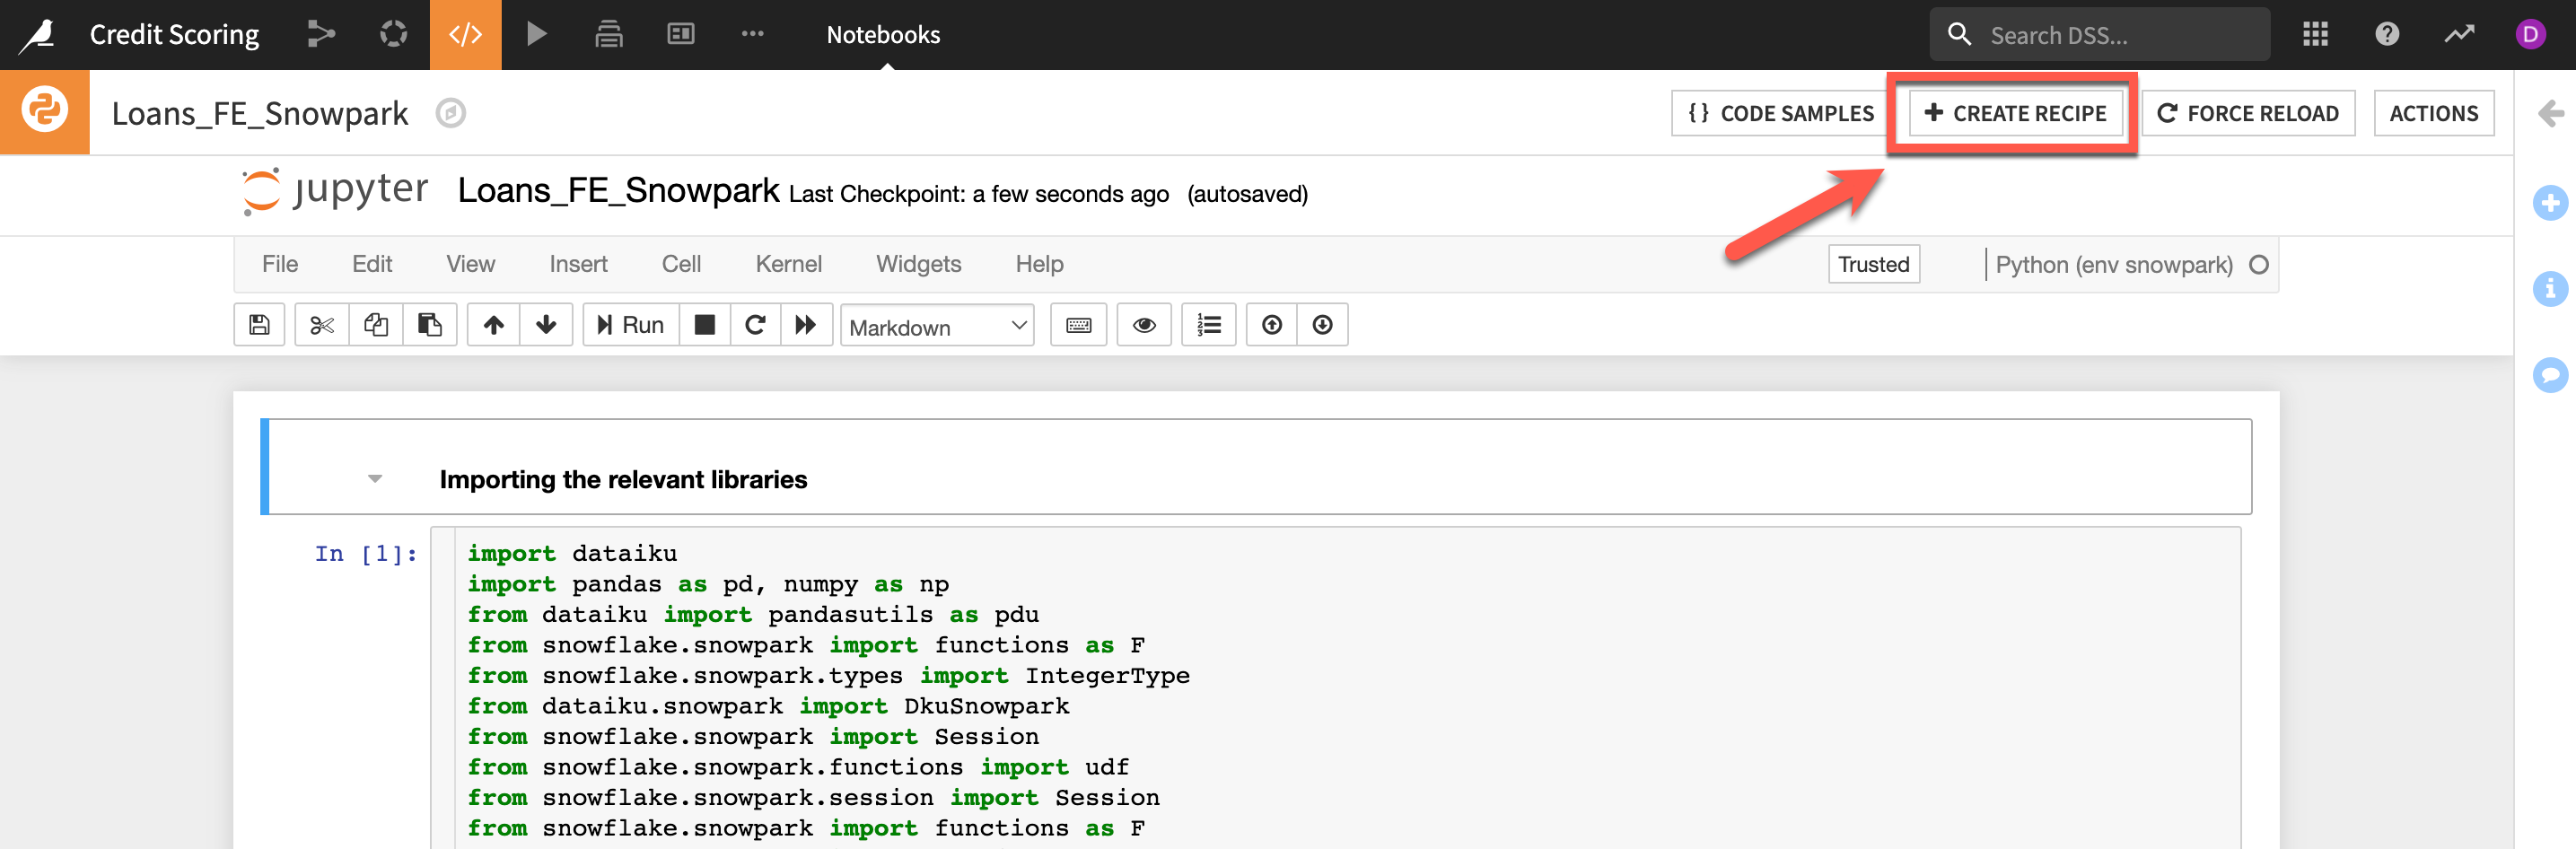 Credit Scoring
Notebooks
Search DSS...
D
Loans_FE_Snowpark
{} CODE SAMPLES
+ CREATE RECIPE
FORCE RELOAD
ACTIONS
jupyter Loans_FE_Snowpark Last Checkpoint: a few seconds ago (autosaved)
File Edit View Insert Cell Kernel Widgets Help
Trusted
Python (env snowpark)
Run
Markdown
Importing the relevant libraries
In [1]:
import dataiku
import pandas as pd, numpy as np
from dataiku import pandasutils as pdu
from snowflake.snowpark import functions as F
from snowflake.snowpark.types import IntegerType
from dataiku.snowpark import DkuSnowpark
from snowflake.snowpark import Session
from snowflake.snowpark.functions import udf
from snowflake.snowpark.session import Session
from snowflake.snowpark import functions as F